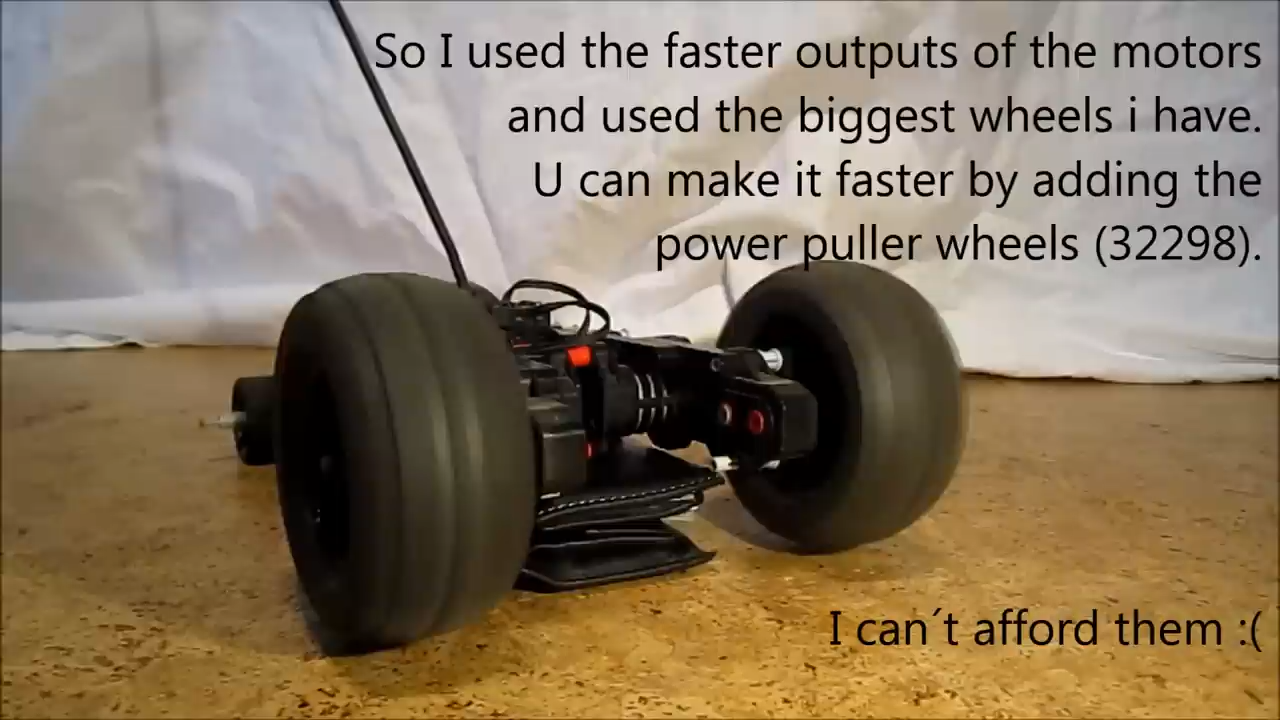 So I used the faster outputs of the motors
and used the biggest wheels i have.
U can make it faster by adding the
power puller wheels (32298).
I can´t afford them :(